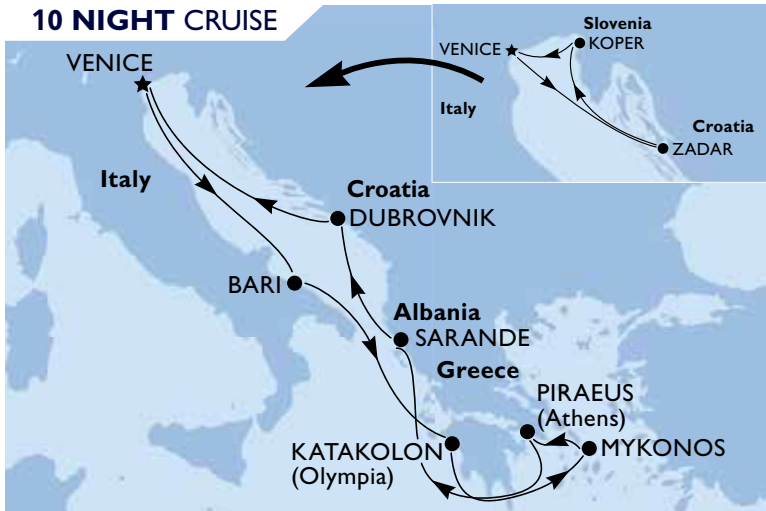 10 NIGHT CRUISE
VENICE
Italy
Croatia
DUBROVNIK
BARI
Albania
SARANDE
Greece
PIRAEUS
(Athens)
MYKONOS
KATAKOLON
(Olympia)
Slovenia
KOPER
VENICE
Italy
Croatia
ZADAR